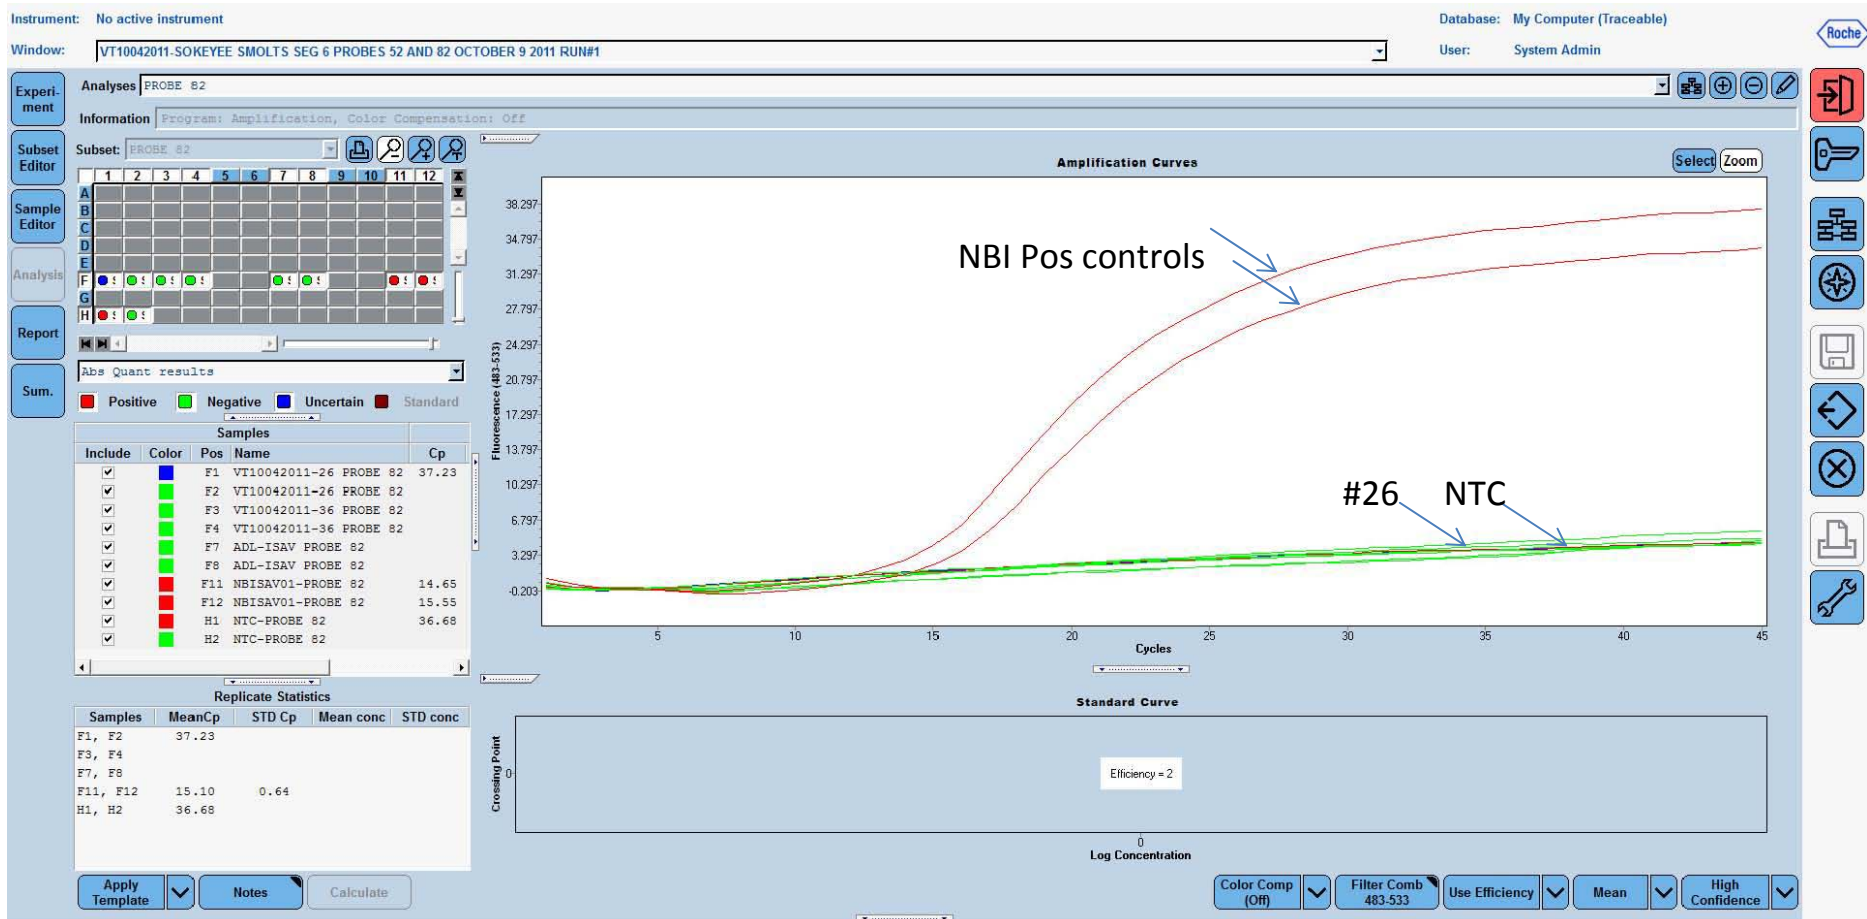 Instrument: No active instrument
Database: My Computer (Traceable)
Roche
Window: VT10042011-SOKEYEE SMOLTS SEG 6 PROBES 52 AND 82 OCTOBER 9 2011 RUN#1
User: System Admin
Experi-
ment
Subset
Editor
Sample
Editor
Analysis
Report
Sum.
Analyses PROBE 82
Information Program: Amplification, Color Compensation: Off
Subset: PROBE 82
1 2 3 4 5 6 7 8 9 10 11 12
A
B
C
D
E
F
G
H
Abs Quant results
Positive Negative Uncertain Standard
Samples
Include Color Pos Name Cp
F1 VT10042011-26 PROBE 82 37.23
F2 VT10042011-26 PROBE 82
F3 VT10042011-36 PROBE 82
F4 VT10042011-36 PROBE 82
F7 ADL-ISAV PROBE 82
F8 ADL-ISAV PROBE 82
F11 NBISAV01-PROBE 82 14.65
F12 NBISAV01-PROBE 82 15.55
H1 NTC-PROBE 82 36.68
H2 NTC-PROBE 82
Replicate Statistics
Samples MeanCp STD Cp Mean conc STD conc
F1, F2 37.23
F3, F4
F7, F8
F11, F12 15.10 0.64
H1, H2 36.68
Apply
Template
Notes
Calculate
Amplification Curves
Select Zoom
Fluorescence (483-533)
38.297
34.797
31.297
27.797
24.297
20.797
17.297
13.797
10.297
6.797
3.297
-0.203
NBI Pos controls
#26 NTC
5 10 15 20 25 30 35 40 45
Cycles
Standard Curve
Crossing Point
0
Efficiency = 2
0
Log Concentration
Color Comp
(Off)
Filter Comb
483-533
Use Efficiency
Mean
High
Confidence